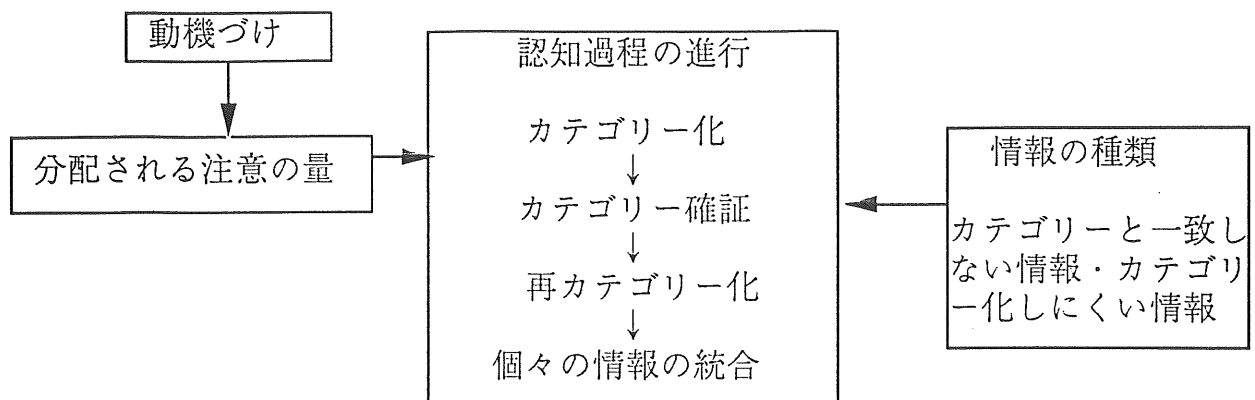 動機づけ
分配される注意の量
認知過程の進行
カテゴリー化
↓
カテゴリー確証
↓
再カテゴリー化
↓
個々の情報の統合
情報の種類
カテゴリーと一致し
ない情報・カテゴリ
ー化しにくい情報